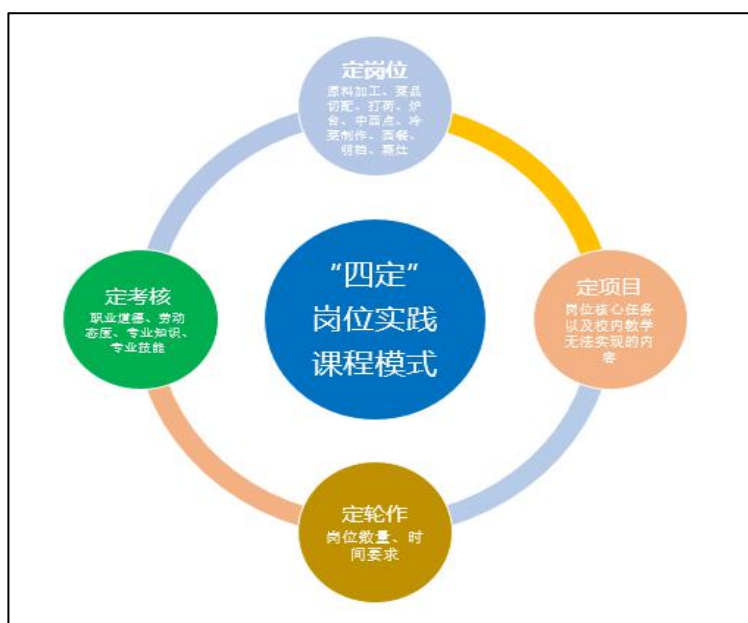 定岗位
原料加工、菜品
切配、打荷、炉
台、中西点、冷
菜制作、西餐、
明档、蒸灶
"四定"
岗位实践
课程模式
定考核
职业道德、劳动
态度、专业知识、
专业技能
定项目
岗位核心任务
以及校内教学
无法实现的内
容
定轮作
岗位数量、时
间要求